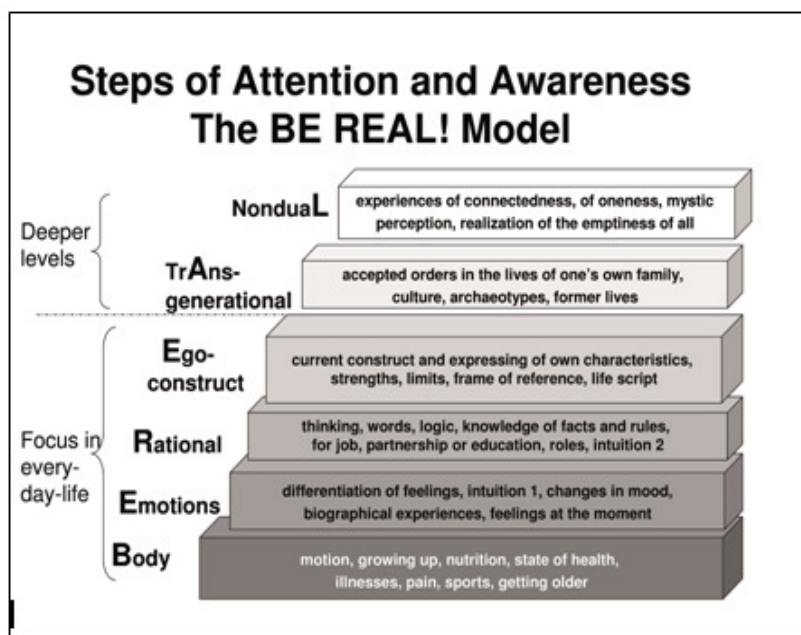 Steps of Attention and Awareness
The BE REAL! Model
Deeper
levels
NonduaL
experiences of connectedness, of oneness, mystic
perception, realization of the emptiness of all
TrAns-
generational
accepted orders in the lives of one's own family,
culture, archaeotypes, former lives
Focus in
every-
day-life
Ego-
construct
current construct and expressing of own characteristics,
strengths, limits, frame of reference, life script
Rational
thinking, words, logic, knowledge of facts and rules,
for job, partnership or education, roles, intuition 2
Emotions
differentiation of feelings, intuition 1, changes in mood,
biographical experiences, feelings at the moment
Body
motion, growing up, nutrition, state of health,
illnesses, pain, sports, getting older